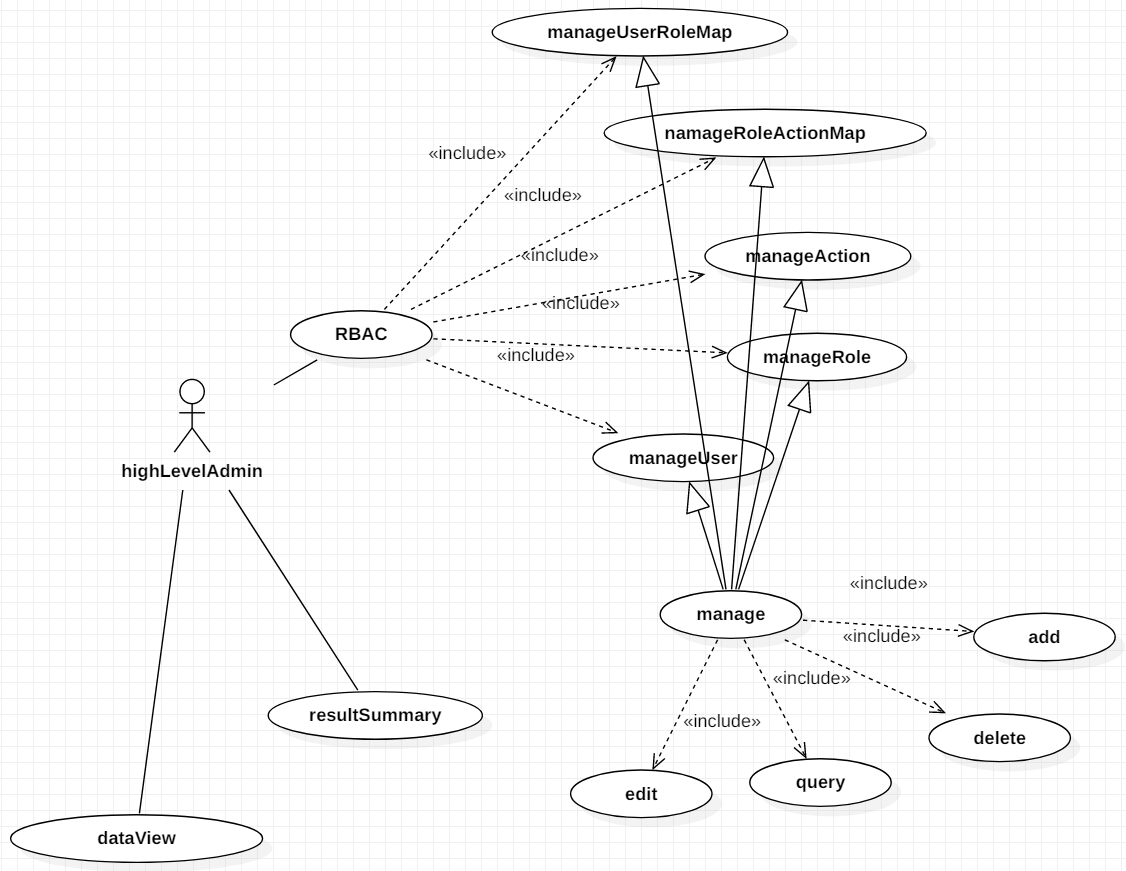 manageUserRoleMap
namageRoleActionMap
«include»
«include»
manageAction
«include»
«include»
RBAC
«include»
manageRole
manageUser
highLevelAdmin
«include»
manage
«include»
add
«include»
resultSummary
«include»
delete
query
edit
dataView